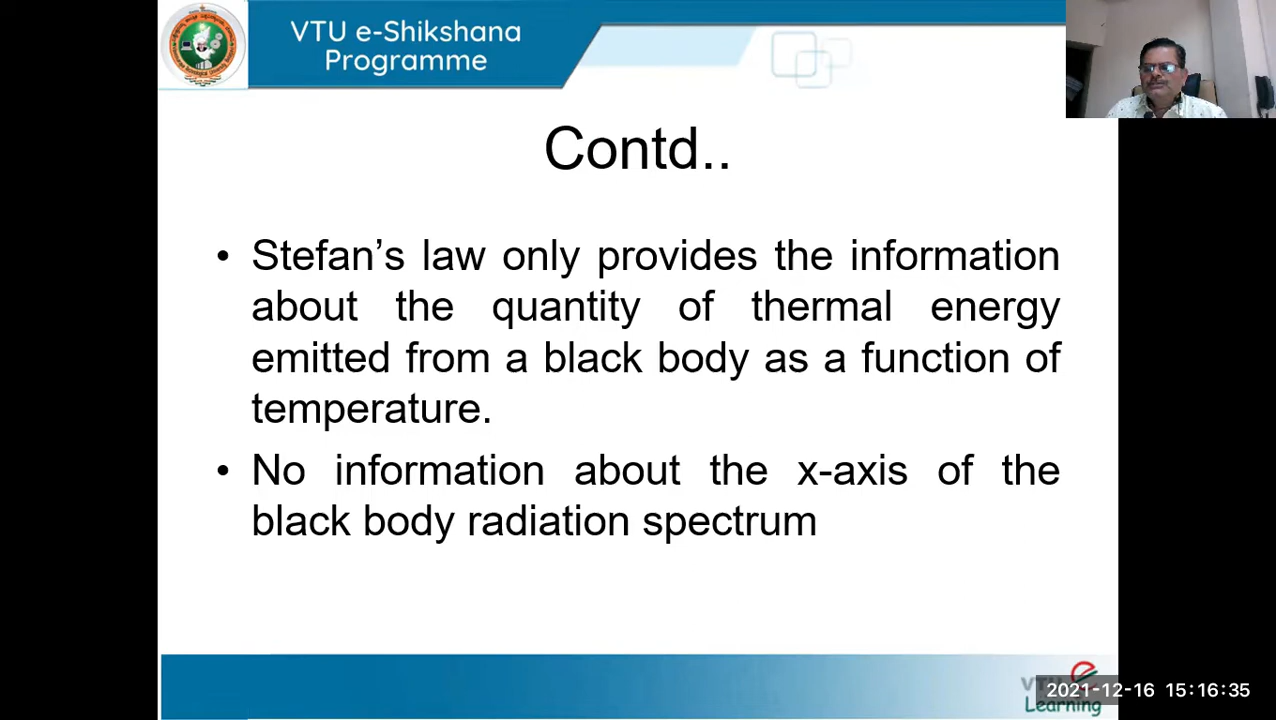 VTU e-Shikshana
Programme
Contd..
• Stefan’s law only provides the information
about the quantity of thermal energy
emitted from a black body as a function of
temperature.
• No information about the x-axis of the
black body radiation spectrum
VTU e
2021-12-16 15:16:35
Learning